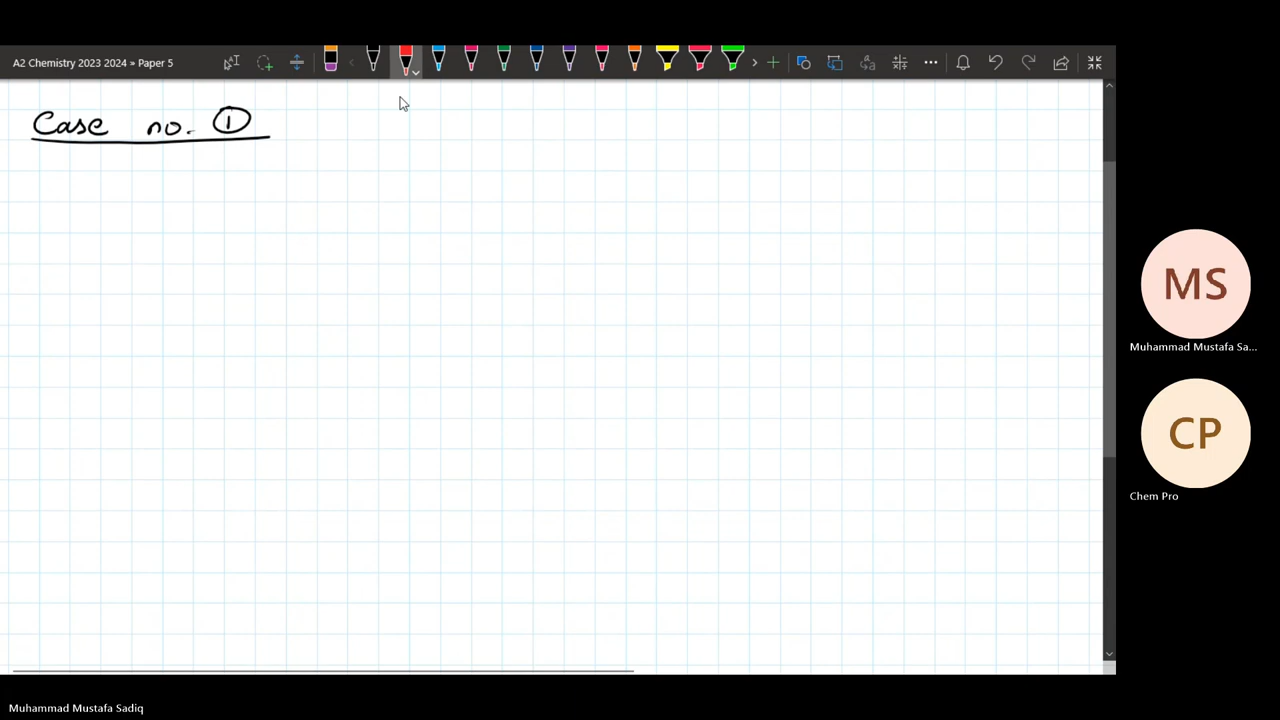 A2 Chemistry 2023 2024 » Paper 5
Case no. ①
MS
Muhammad Mustafa Sa...
CP
Chem Pro
Muhammad Mustafa Sadiq